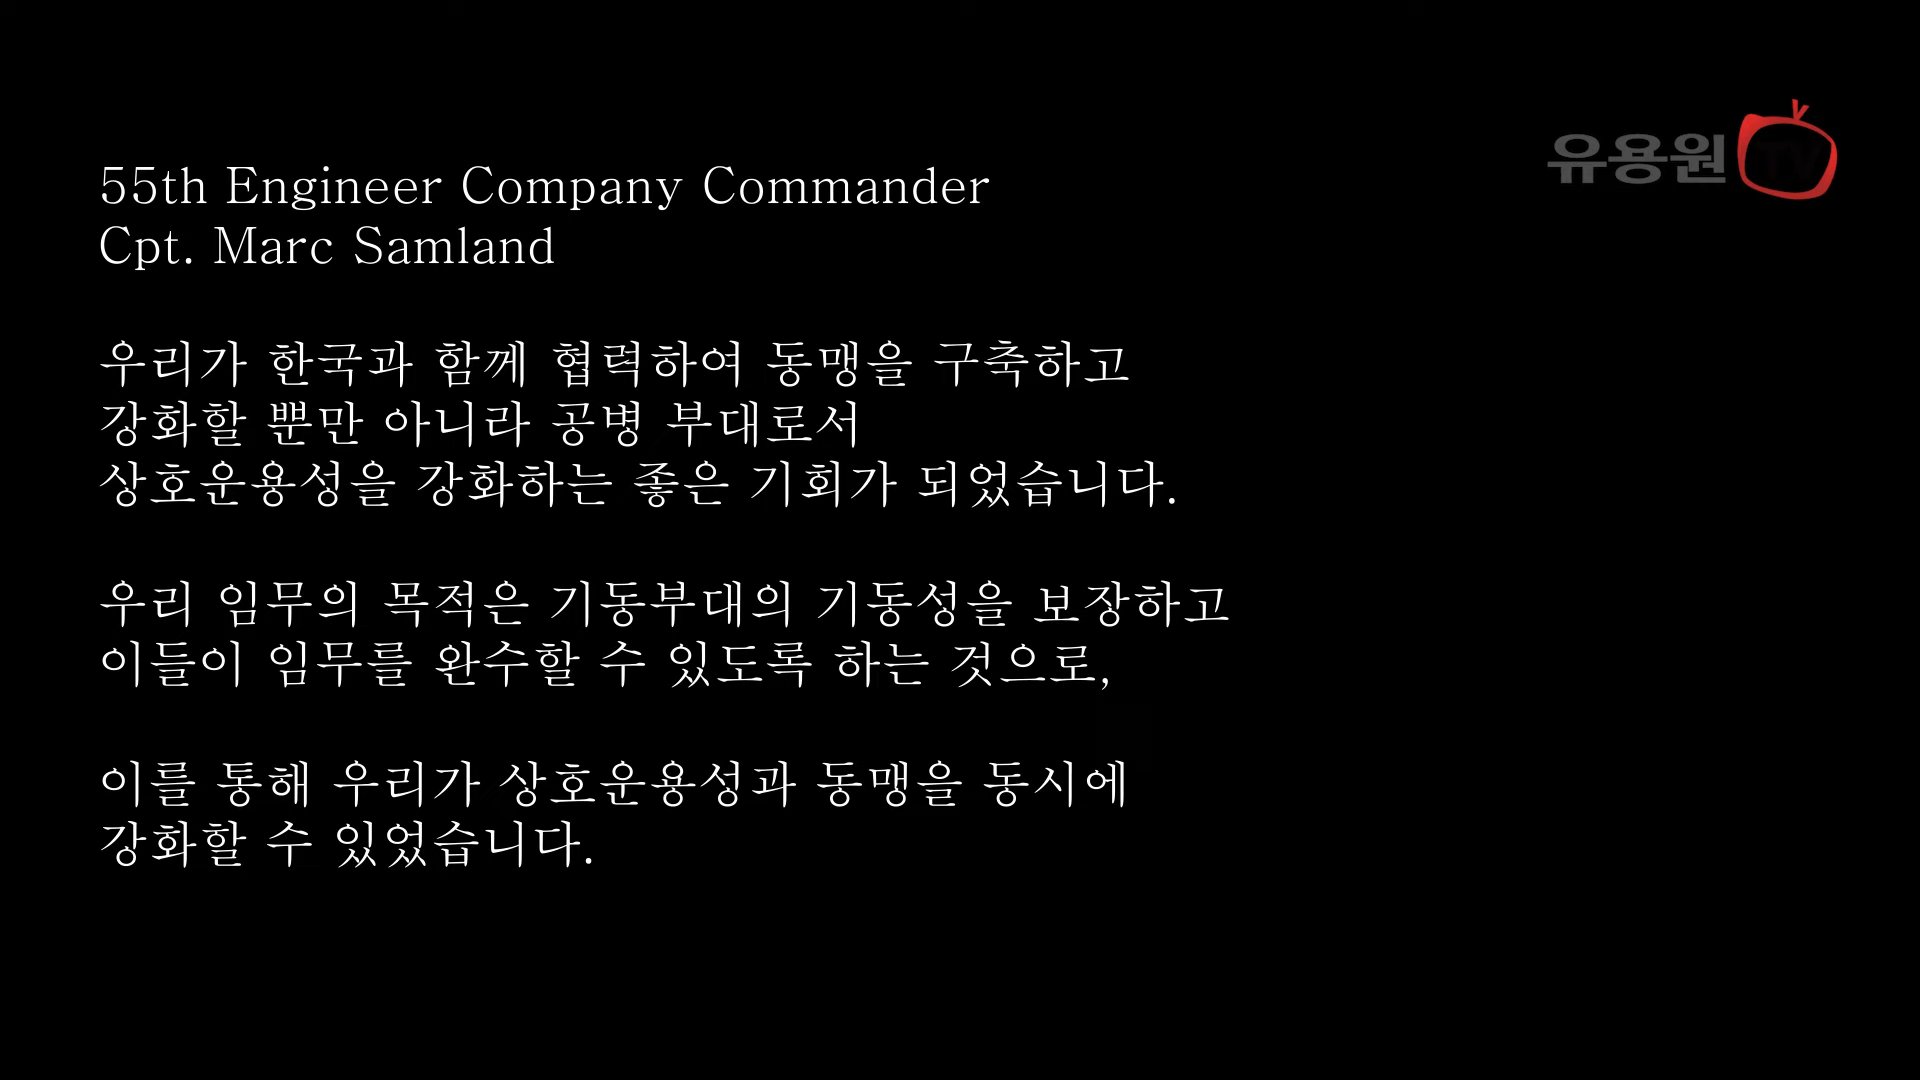 유용원TV
55th Engineer Company Commander
Cpt. Marc Samland
우리가 한국과 함께 협력하여 동맹을 구축하고
강화할 뿐만 아니라 공병 부대로서
상호운용성을 강화하는 좋은 기회가 되었습니다.
우리 임무의 목적은 기동부대의 기동성을 보장하고
이들이 임무를 완수할 수 있도록 하는 것으로,
이를 통해 우리가 상호운용성과 동맹을 동시에
강화할 수 있었습니다.